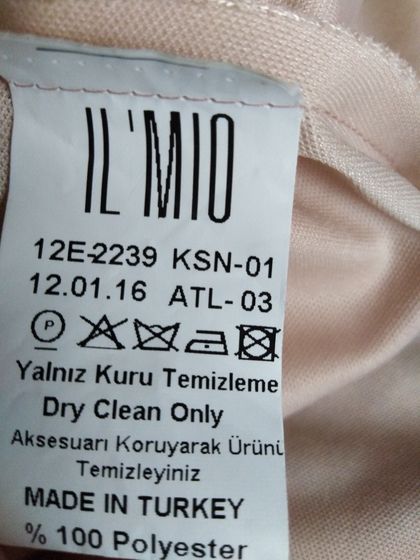 IL'MIO
12E-2239 KSN-01
12.01.16 ATL-03
P
Yalnız Kuru Temizleme
Dry Clean Only
Aksesuarı Koruyarak Ürünü
Temizleyiniz
MADE IN TURKEY
% 100 Polyester